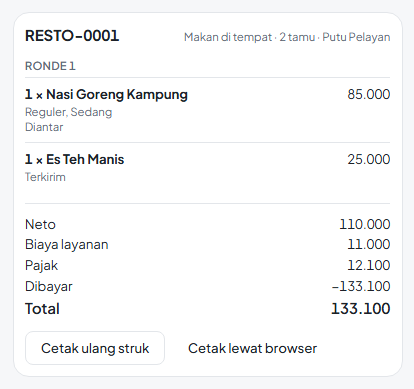 RESTO-0001 Makan di tempat · 2 tamu · Putu Pelayan
RONDE 1
1 × Nasi Goreng Kampung 85.000
Reguler, Sedang
Diantar
1 × Es Teh Manis 25.000
Terkirim
Neto 110.000
Biaya layanan 11.000
Pajak 12.100
Dibayar −133.100
Total 133.100
Cetak ulang struk Cetak lewat browser